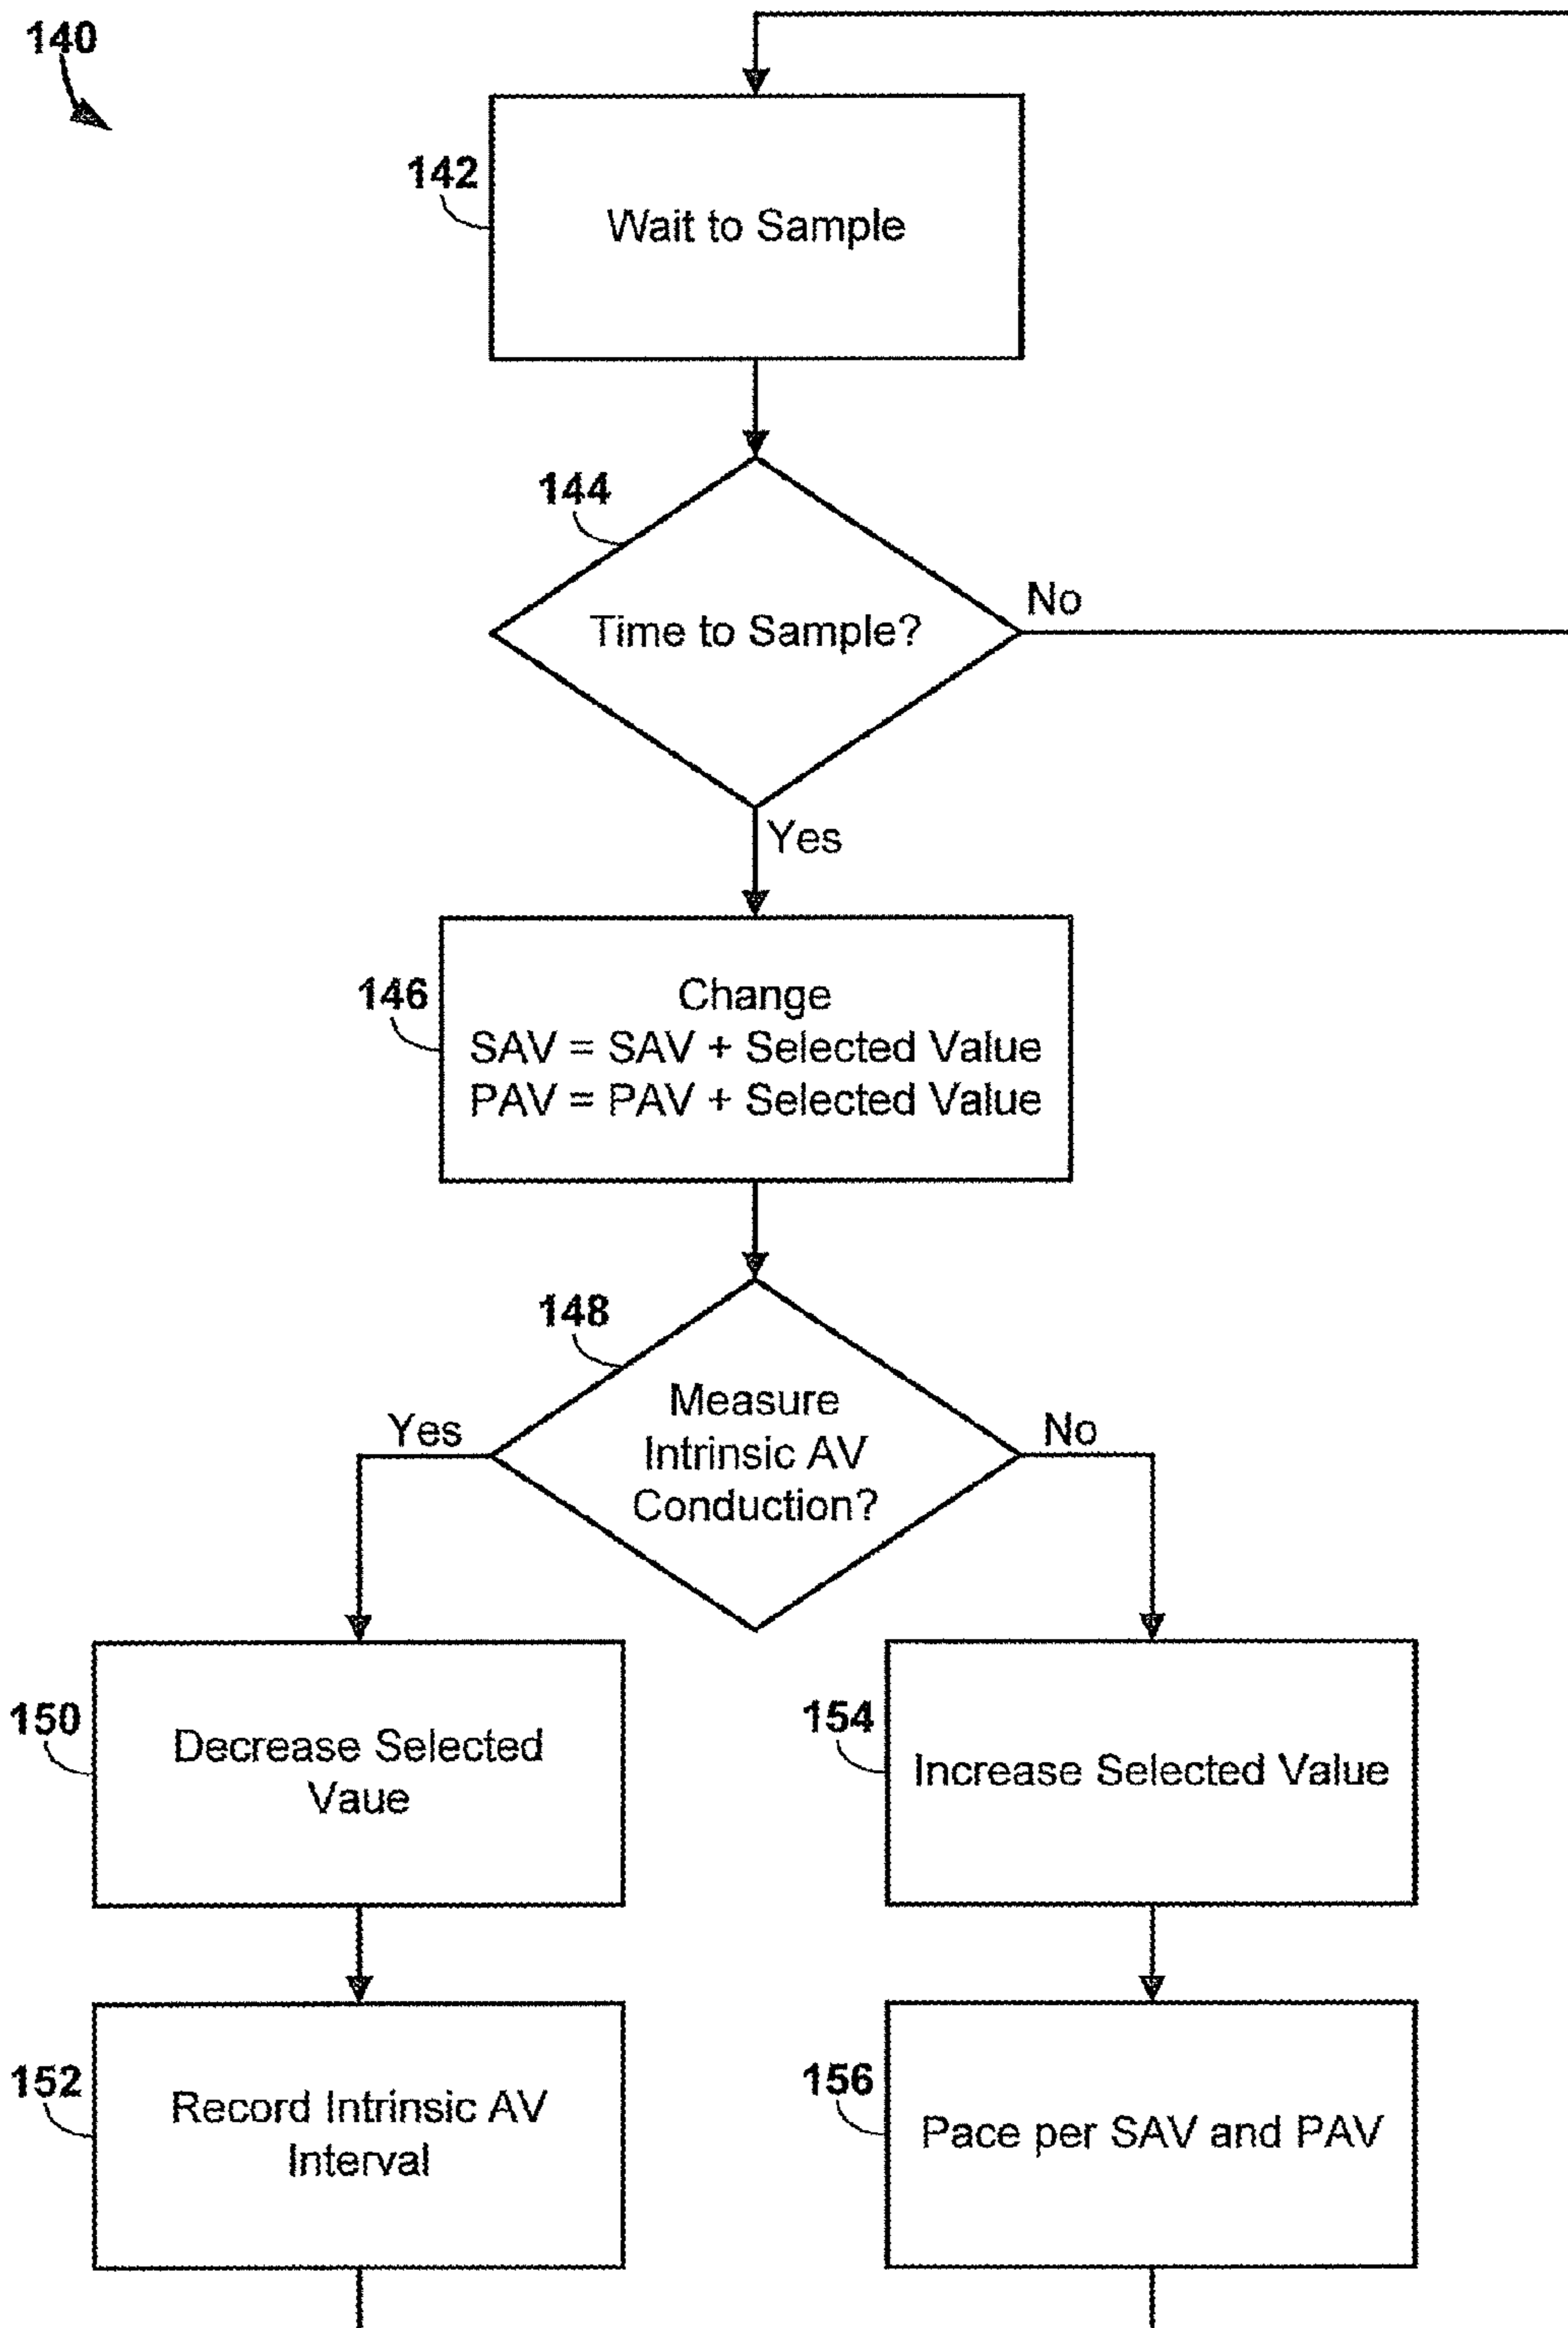 140
142
Wait to Sample
144
Time to Sample?
No
Yes
146
Change
SAV = SAV + Selected Value
PAV = PAV + Selected Value
148
Measure
Intrinsic AV
Conduction?
Yes
No
150
Decrease Selected
Vaue
154
Increase Selected Value
152
Record Intrinsic AV
Interval
156
Pace per SAV and PAV